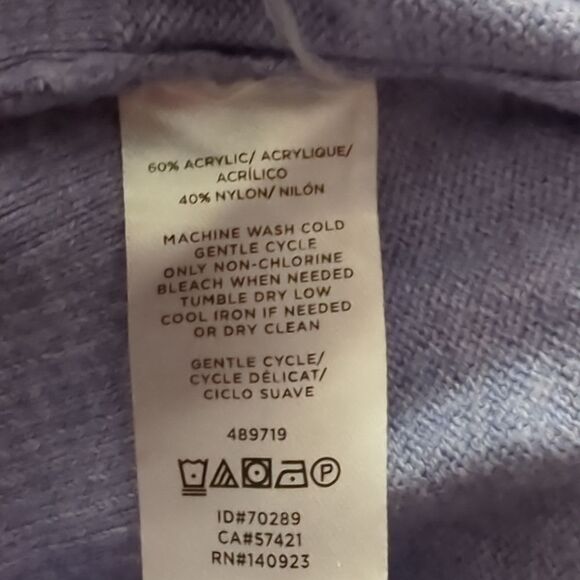 60% ACRYLIC/ ACRYLIQUE/
ACRÍLICO
40% NYLON/ NILÓN
MACHINE WASH COLD
GENTLE CYCLE
ONLY NON-CHLORINE
BLEACH WHEN NEEDED
TUMBLE DRY LOW
COOL IRON IF NEEDED
OR DRY CLEAN
GENTLE CYCLE/
CYCLE DÉLICAT/
CICLO SUAVE
489719
P
ID#70289
CA#57421
RN#140923